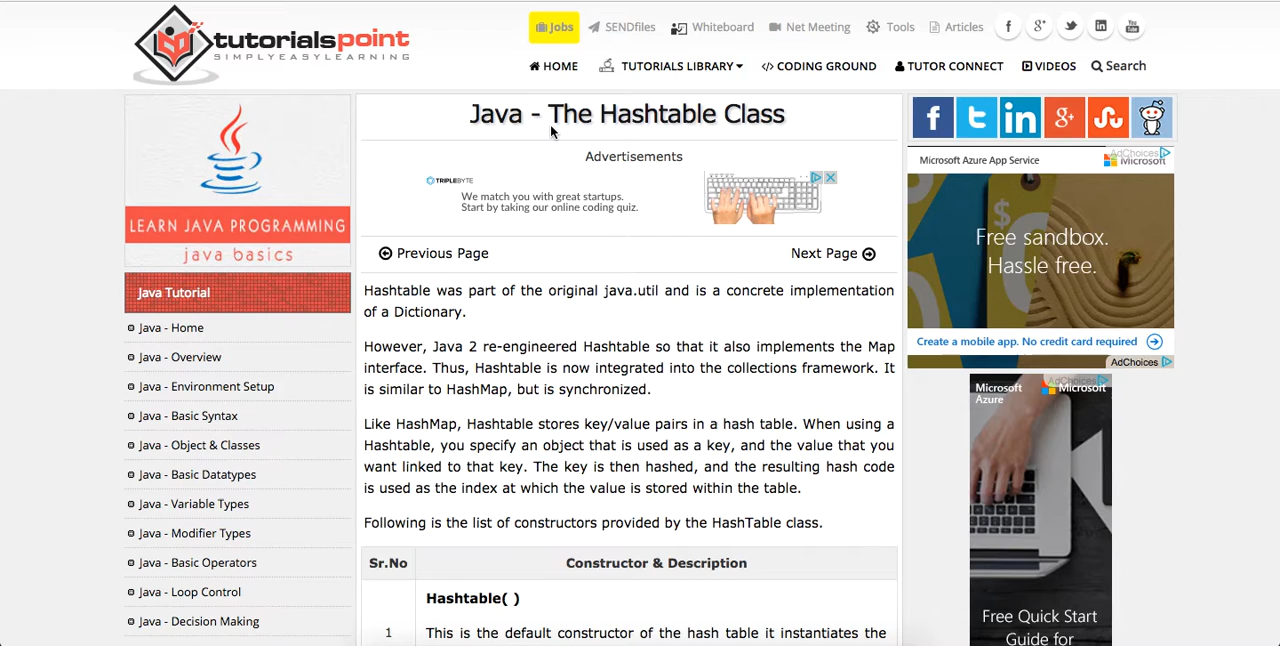 tutorialspoint
SIMPLYEASYLEARNING
Jobs SENDfiles Whiteboard Net Meeting Tools Articles
HOME TUTORIALS LIBRARY </> CODING GROUND TUTOR CONNECT VIDEOS Search
LEARN JAVA PROGRAMMING
java basics
Java Tutorial
Java - Home
Java - Overview
Java - Environment Setup
Java - Basic Syntax
Java - Object & Classes
Java - Basic Datatypes
Java - Variable Types
Java - Modifier Types
Java - Basic Operators
Java - Loop Control
Java - Decision Making
Java - The Hashtable Class
Advertisements
TRIPLEBYTE
We match you with great startups.
Start by taking our online coding quiz.
Previous Page Next Page
Hashtable was part of the original java.util and is a concrete implementation
of a Dictionary.
However, Java 2 re-engineered Hashtable so that it also implements the Map
interface. Thus, Hashtable is now integrated into the collections framework. It
is similar to HashMap, but is synchronized.
Like HashMap, Hashtable stores key/value pairs in a hash table. When using a
Hashtable, you specify an object that is used as a key, and the value that you
want linked to that key. The key is then hashed, and the resulting hash code
is used as the index at which the value is stored within the table.
Following is the list of constructors provided by the HashTable class.
Sr.No Constructor & Description
Hashtable( )
1 This is the default constructor of the hash table it instantiates the
Microsoft Azure App Service
AdChoices
Microsoft
Free sandbox.
Hassle free.
Create a mobile app. No credit card required
AdChoices
Microsoft
Azure
AdChoices
Microsoft
Free Quick Start
Guide for